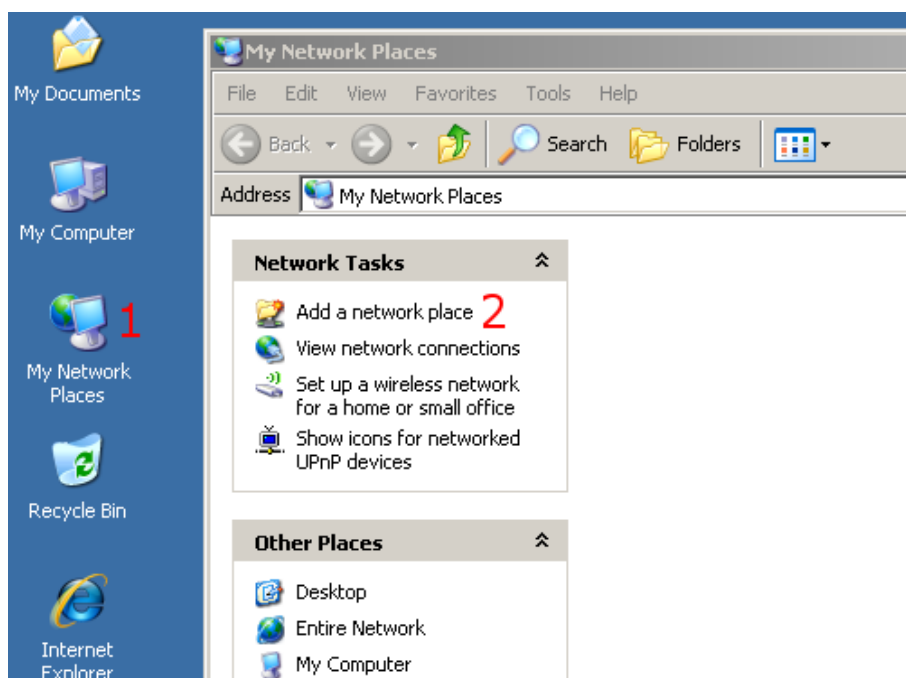 My Documents
My Computer
1
My Network
Places
Recycle Bin
Internet
Explorer
My Network Places
File Edit View Favorites Tools Help
Back Search Folders
Address My Network Places
Network Tasks
Add a network place 2
View network connections
Set up a wireless network
for a home or small office
Show icons for networked
UPnP devices
Other Places
Desktop
Entire Network
My Computer